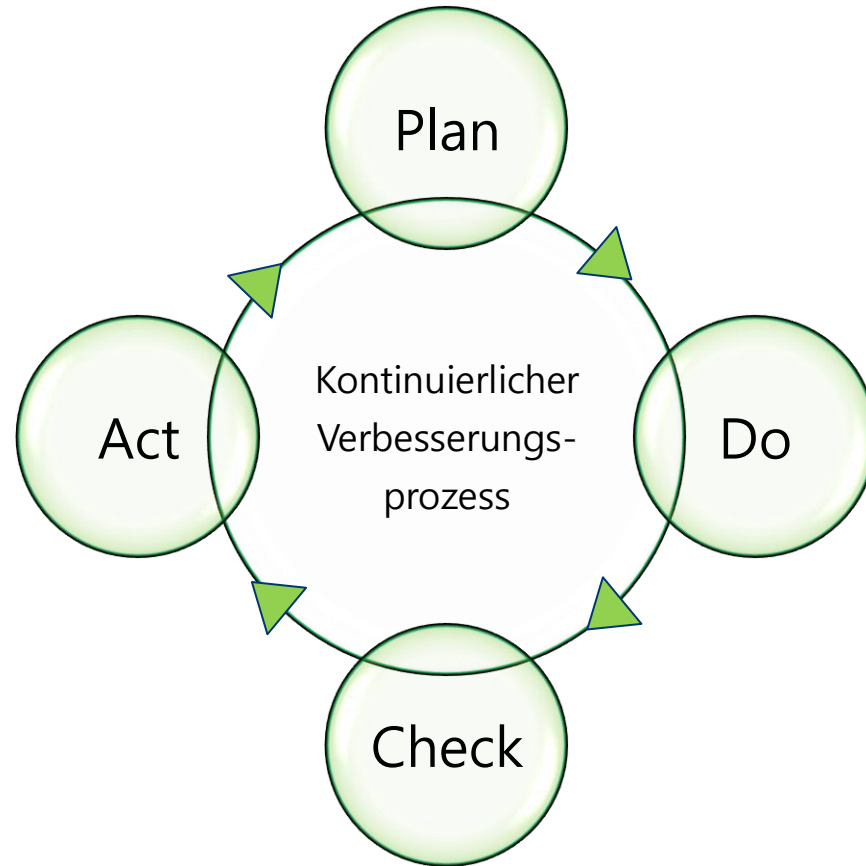 Plan
Do
Check
Act
Kontinuierlicher
Verbesserungs-
prozess